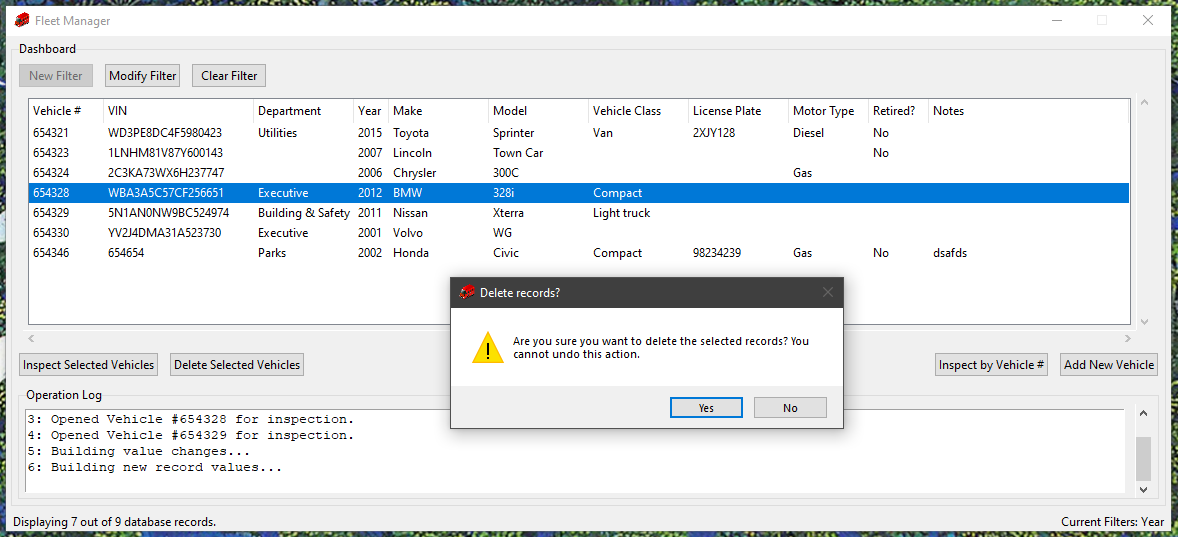 Fleet Manager
Dashboard
New Filter Modify Filter Clear Filter
Vehicle # VIN Department Year Make Model Vehicle Class License Plate Motor Type Retired? Notes
654321 WD3PE8DC4F5980423 Utilities 2015 Toyota Sprinter Van 2XJY128 Diesel No
654323 1LNHM81V87Y600143 2007 Lincoln Town Car No
654324 2C3KA73WX6H237747 2006 Chrysler 300C Gas
654328 WBA3A5C57CF256651 Executive 2012 BMW 328i Compact
654329 5N1AN0NW9BC524974 Building & Safety 2011 Nissan Xterra Light truck
654330 YV2J4DMA31A523730 Executive 2001 Volvo WG
654346 654654 Parks 2002 Honda Civic Compact 98234239 Gas No dsafds
Delete records?
Are you sure you want to delete the selected records? You
cannot undo this action.
Yes No
Inspect Selected Vehicles Delete Selected Vehicles Inspect by Vehicle # Add New Vehicle
Operation Log
3: Opened Vehicle #654328 for inspection.
4: Opened Vehicle #654329 for inspection.
5: Building value changes...
6: Building new record values...
Displaying 7 out of 9 database records. Current Filters: Year